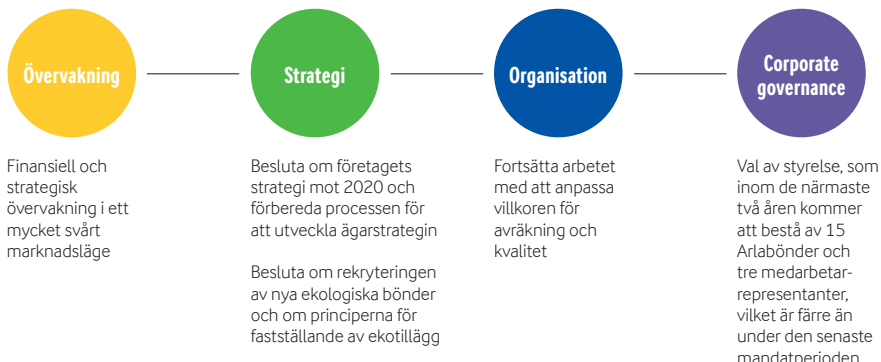 Övervakning
Finansiell och
strategisk
övervakning i ett
mycket svårt
marknadsläge
Strategi
Besluta om företagets
strategi mot 2020 och
förbereda processen för
att utveckla ägarstrategin
Besluta om rekryteringen
av nya ekologiska bönder
och om principerna för
fastställande av ekotillägg
Organisation
Fortsätta arbetet
med att anpassa
villkoren för
avräkning och
kvalitet
Corporate
governance
Val av styrelse, som
inom de närmaste
två åren kommer
att bestå av 15
Arlabönder och
tre medarbetar-
representanter,
vilket är färre än
under den senaste
mandatperioden